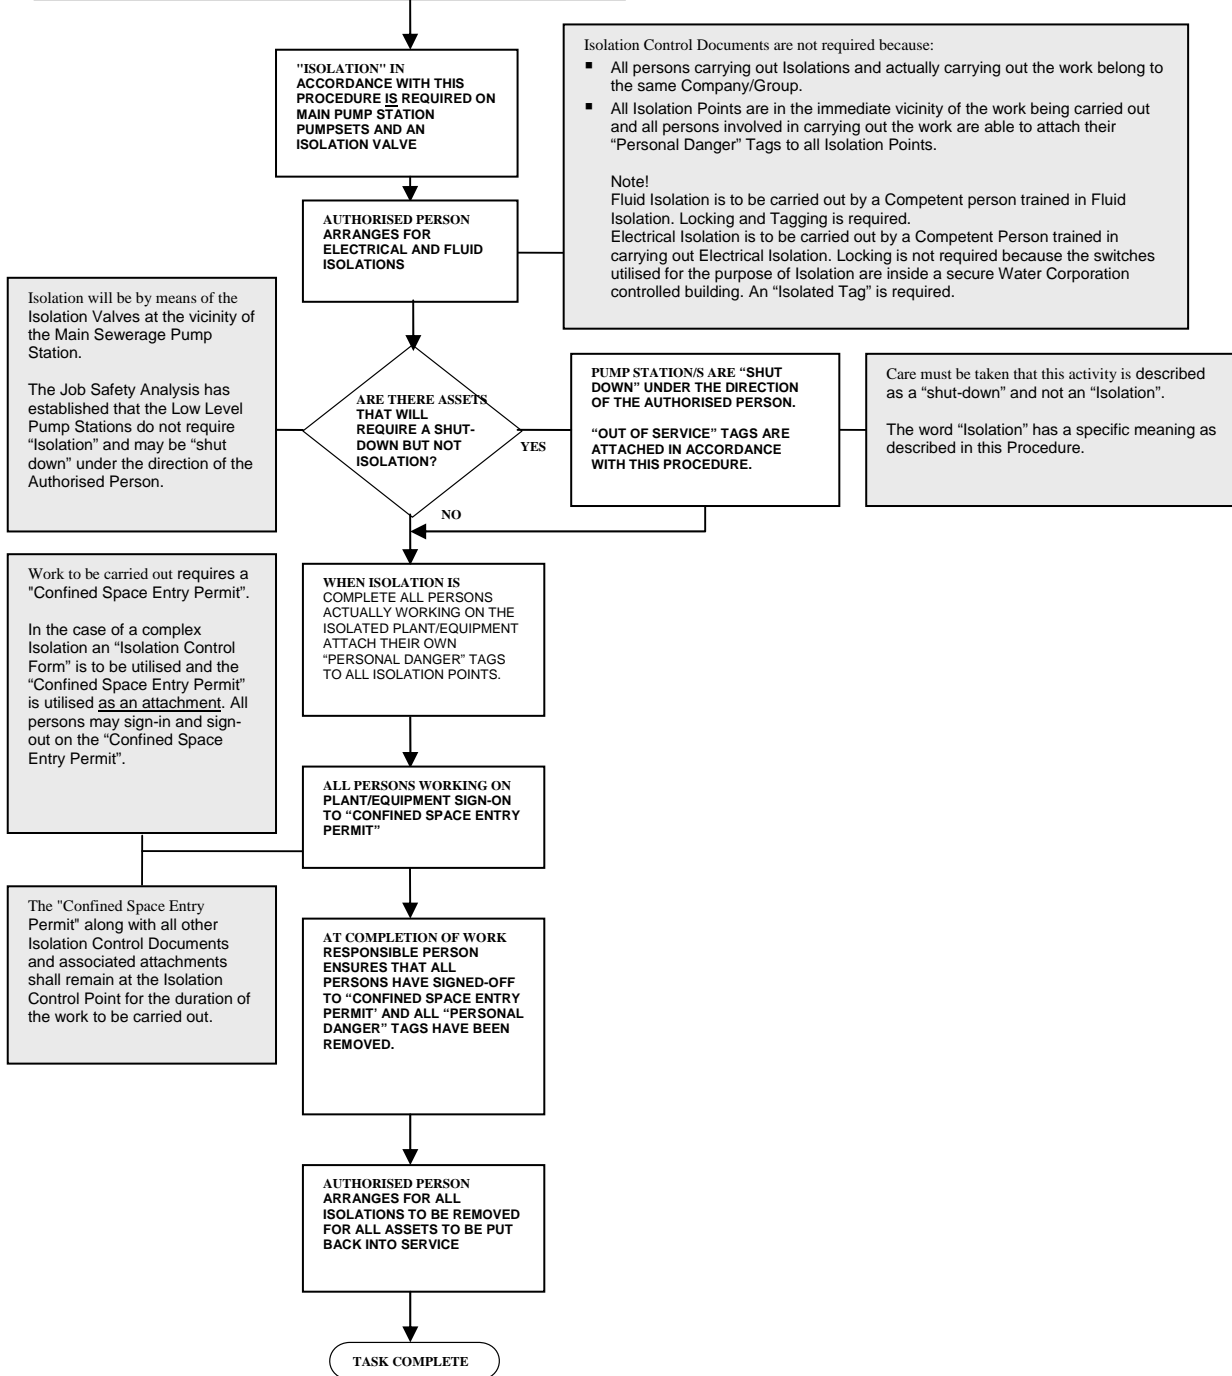 "ISOLATION" IN
ACCORDANCE WITH THIS
PROCEDURE IS REQUIRED ON
MAIN PUMP STATION
PUMPSETS AND AN
ISOLATION VALVE
Isolation Control Documents are not required because:
▪ All persons carrying out Isolations and actually carrying out the work belong to
the same Company/Group.
▪ All Isolation Points are in the immediate vicinity of the work being carried out
and all persons involved in carrying out the work are able to attach their
“Personal Danger” Tags to all Isolation Points.
Note!
Fluid Isolation is to be carried out by a Competent person trained in Fluid
Isolation. Locking and Tagging is required.
Electrical Isolation is to be carried out by a Competent Person trained in
carrying out Electrical Isolation. Locking is not required because the switches
utilised for the purpose of Isolation are inside a secure Water Corporation
controlled building. An “Isolated Tag” is required.
AUTHORISED PERSON
ARRANGES FOR
ELECTRICAL AND FLUID
ISOLATIONS
Isolation will be by means of the
Isolation Valves at the vicinity of
the Main Sewerage Pump
Station.
The Job Safety Analysis has
established that the Low Level
Pump Stations do not require
“Isolation” and may be “shut
down” under the direction of the
Authorised Person.
ARE THERE ASSETS
THAT WILL
REQUIRE A SHUT-
DOWN BUT NOT
ISOLATION?
YES
PUMP STATION/S ARE “SHUT
DOWN” UNDER THE DIRECTION
OF THE AUTHORISED PERSON.
“OUT OF SERVICE” TAGS ARE
ATTACHED IN ACCORDANCE
WITH THIS PROCEDURE.
Care must be taken that this activity is described
as a “shut-down” and not an “Isolation”.
The word “Isolation” has a specific meaning as
described in this Procedure.
NO
Work to be carried out requires a
"Confined Space Entry Permit”.
In the case of a complex
Isolation an “Isolation Control
Form” is to be utilised and the
“Confined Space Entry Permit”
is utilised as an attachment. All
persons may sign-in and sign-
out on the “Confined Space
Entry Permit”.
WHEN ISOLATION IS
COMPLETE ALL PERSONS
ACTUALLY WORKING ON THE
ISOLATED PLANT/EQUIPMENT
ATTACH THEIR OWN
“PERSONAL DANGER” TAGS
TO ALL ISOLATION POINTS.
ALL PERSONS WORKING ON
PLANT/EQUIPMENT SIGN-ON
TO “CONFINED SPACE ENTRY
PERMIT”
The "Confined Space Entry
Permit" along with all other
Isolation Control Documents
and associated attachments
shall remain at the Isolation
Control Point for the duration of
the work to be carried out.
AT COMPLETION OF WORK
RESPONSIBLE PERSON
ENSURES THAT ALL
PERSONS HAVE SIGNED-OFF
TO “CONFINED SPACE ENTRY
PERMIT’ AND ALL “PERSONAL
DANGER” TAGS HAVE BEEN
REMOVED.
AUTHORISED PERSON
ARRANGES FOR ALL
ISOLATIONS TO BE REMOVED
FOR ALL ASSETS TO BE PUT
BACK INTO SERVICE
TASK COMPLETE